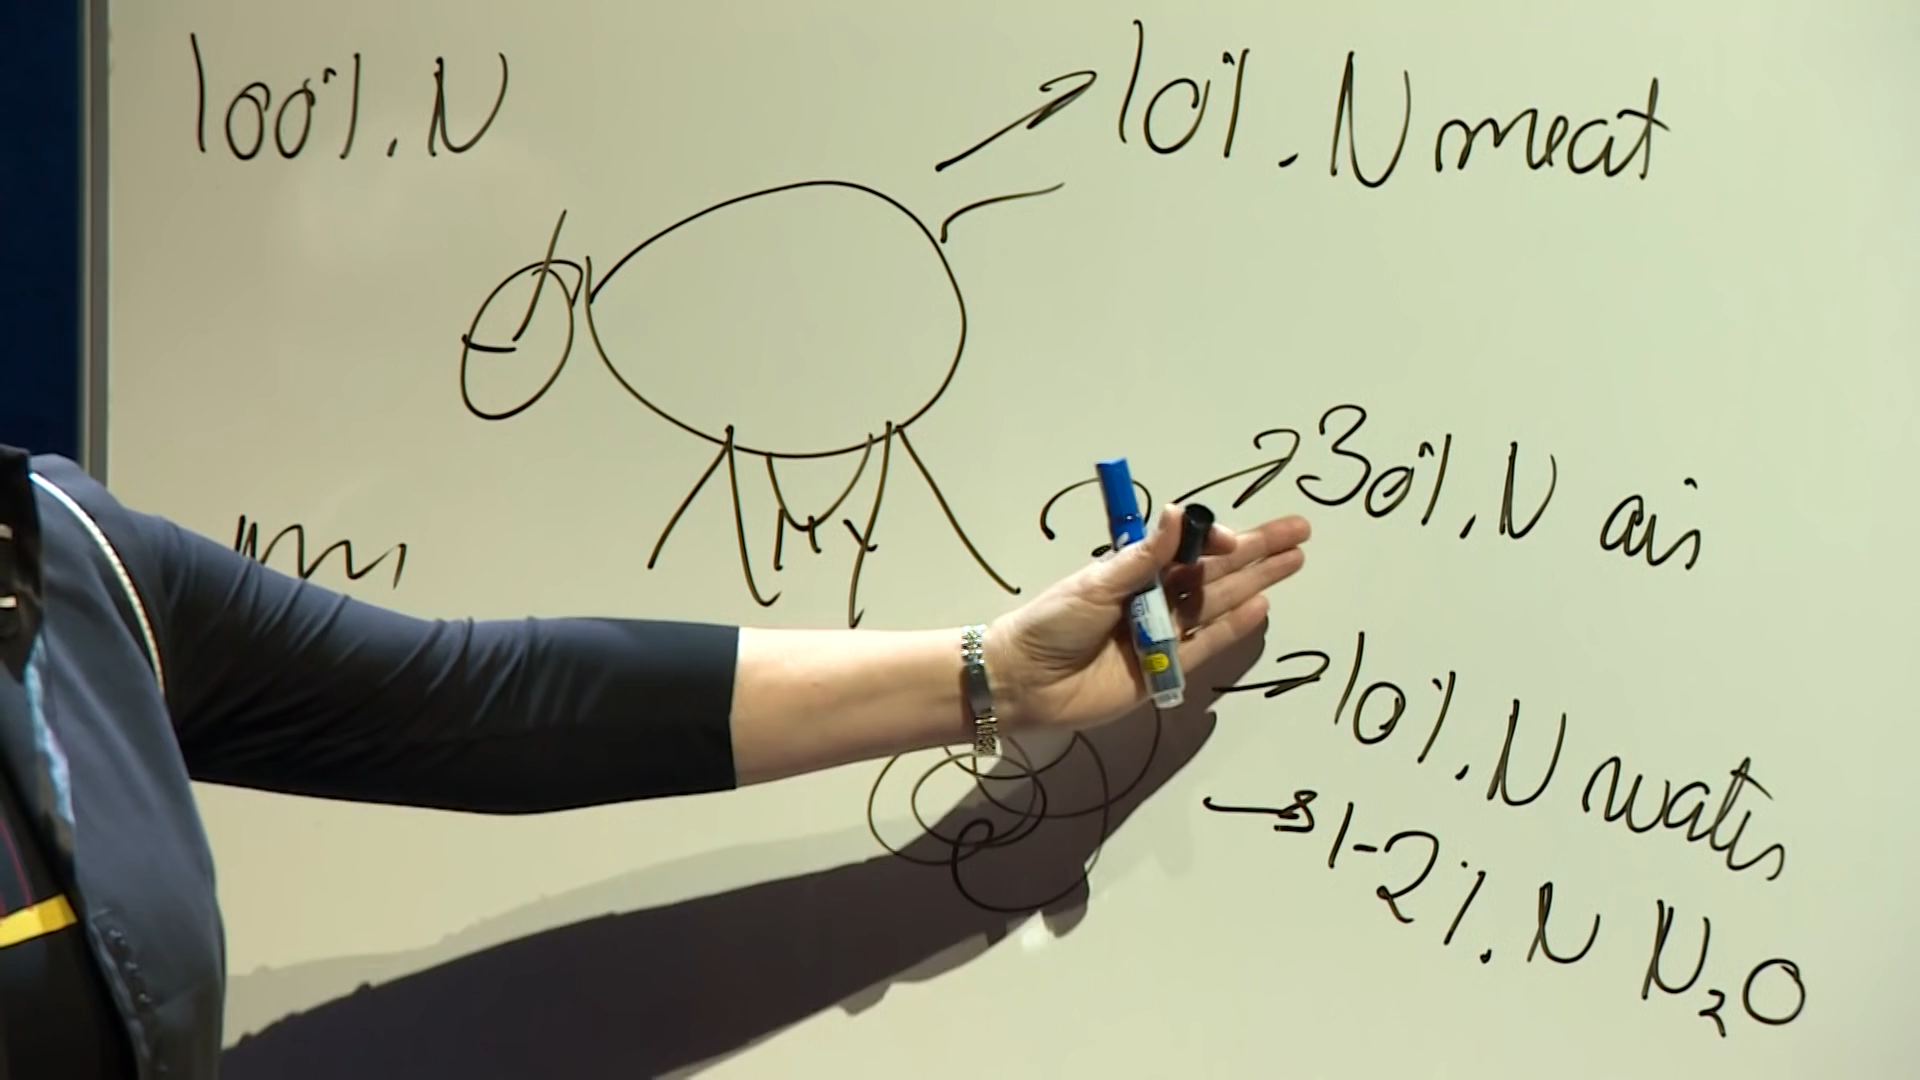 100% N
10% N meat
30% N air
10% N water
1-2% N N₂O